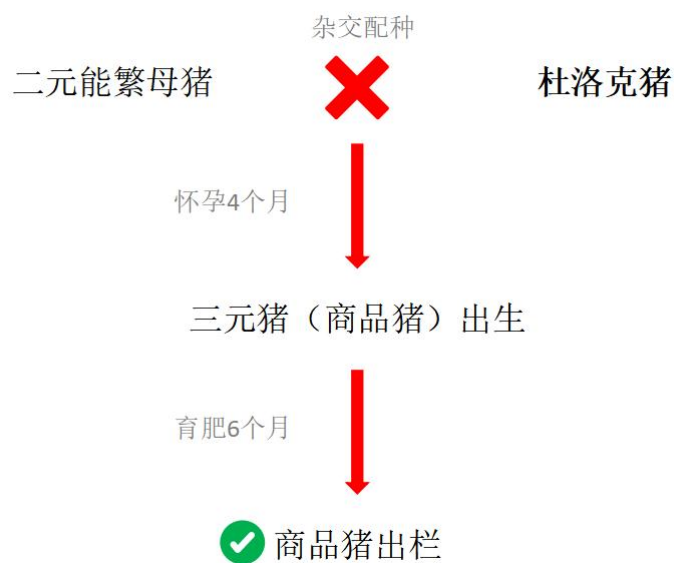 杂交配种
二元能繁母猪
杜洛克猪
怀孕4个月
三元猪（商品猪）出生
育肥6个月
商品猪出栏